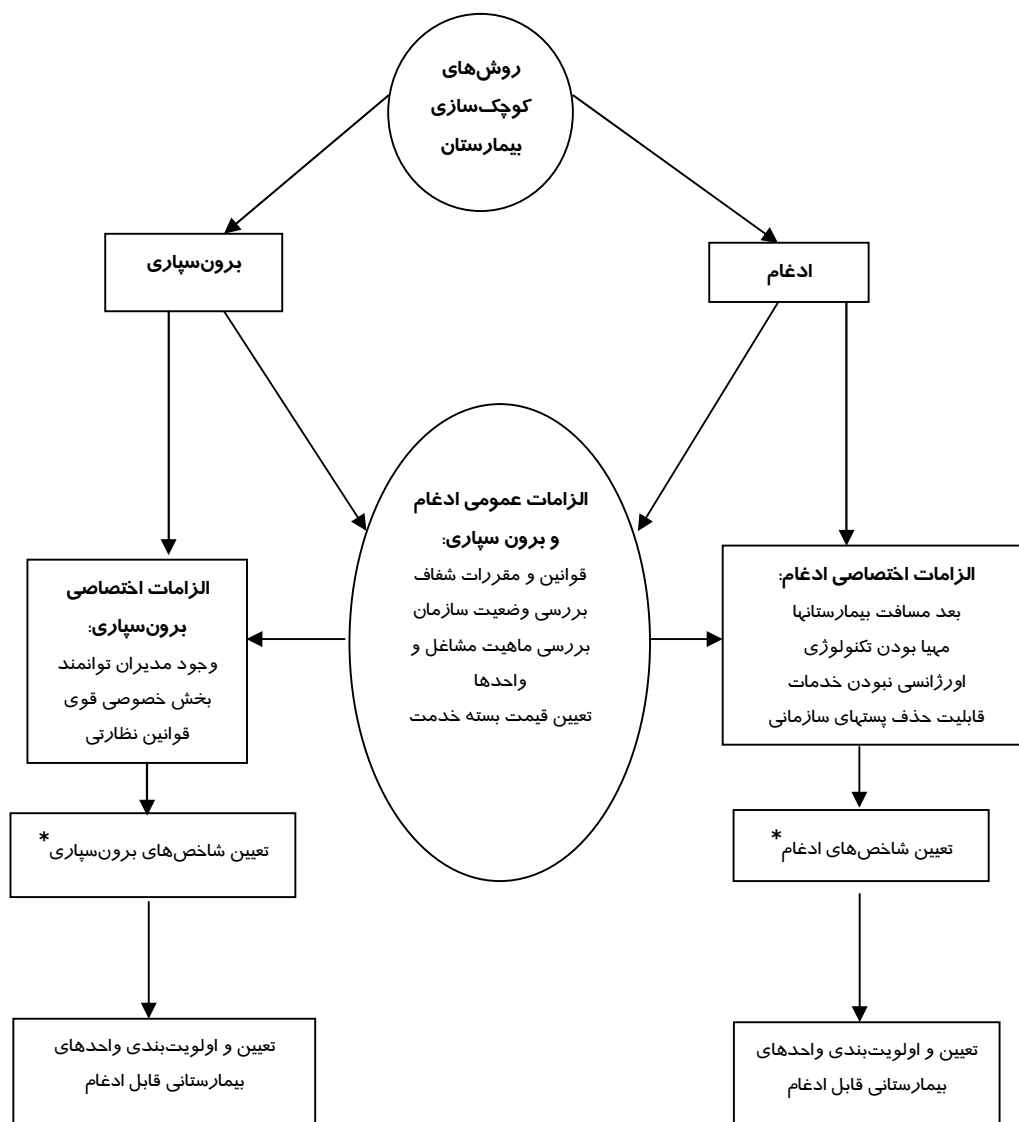 روش‌های
کوچک‌سازی
بیمارستان
ادغام
برون‌سپاری
الزامات عمومی ادغام
و برون سپاری:
قوانین و مقررات شفاف
بررسی وضعیت سازمان
بررسی ماهیت مشاغل و
واحدها
تعیین قیمت بسته خدمت
الزامات اختصاصی ادغام:
بعد مسافت بیمارستانها
مهیا بودن تکنولوژی
اورژانسی نبودن خدمات
قابلیت حذف پستهای سازمانی
الزامات اختصاصی
برون‌سپاری:
وجود مدیران توانمند
بخش خصوصی قوی
قوانین نظارتی
تعیین شاخص‌های ادغام*
تعیین شاخص‌های برون‌سپاری*
تعیین و اولویت‌بندی واحدهای
بیمارستانی قابل ادغام
تعیین و اولویت‌بندی واحدهای
بیمارستانی قابل ادغام